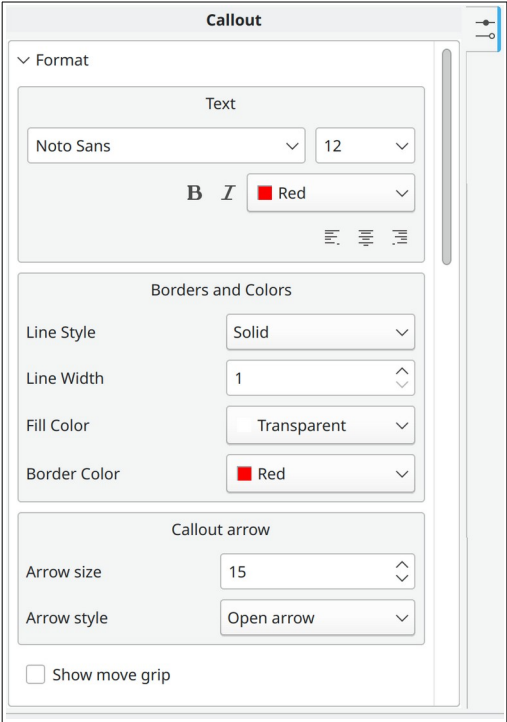 Callout
Format
Text
Noto Sans 12
B I Red
Borders and Colors
Line Style Solid
Line Width 1
Fill Color Transparent
Border Color Red
Callout arrow
Arrow size 15
Arrow style Open arrow
Show move grip